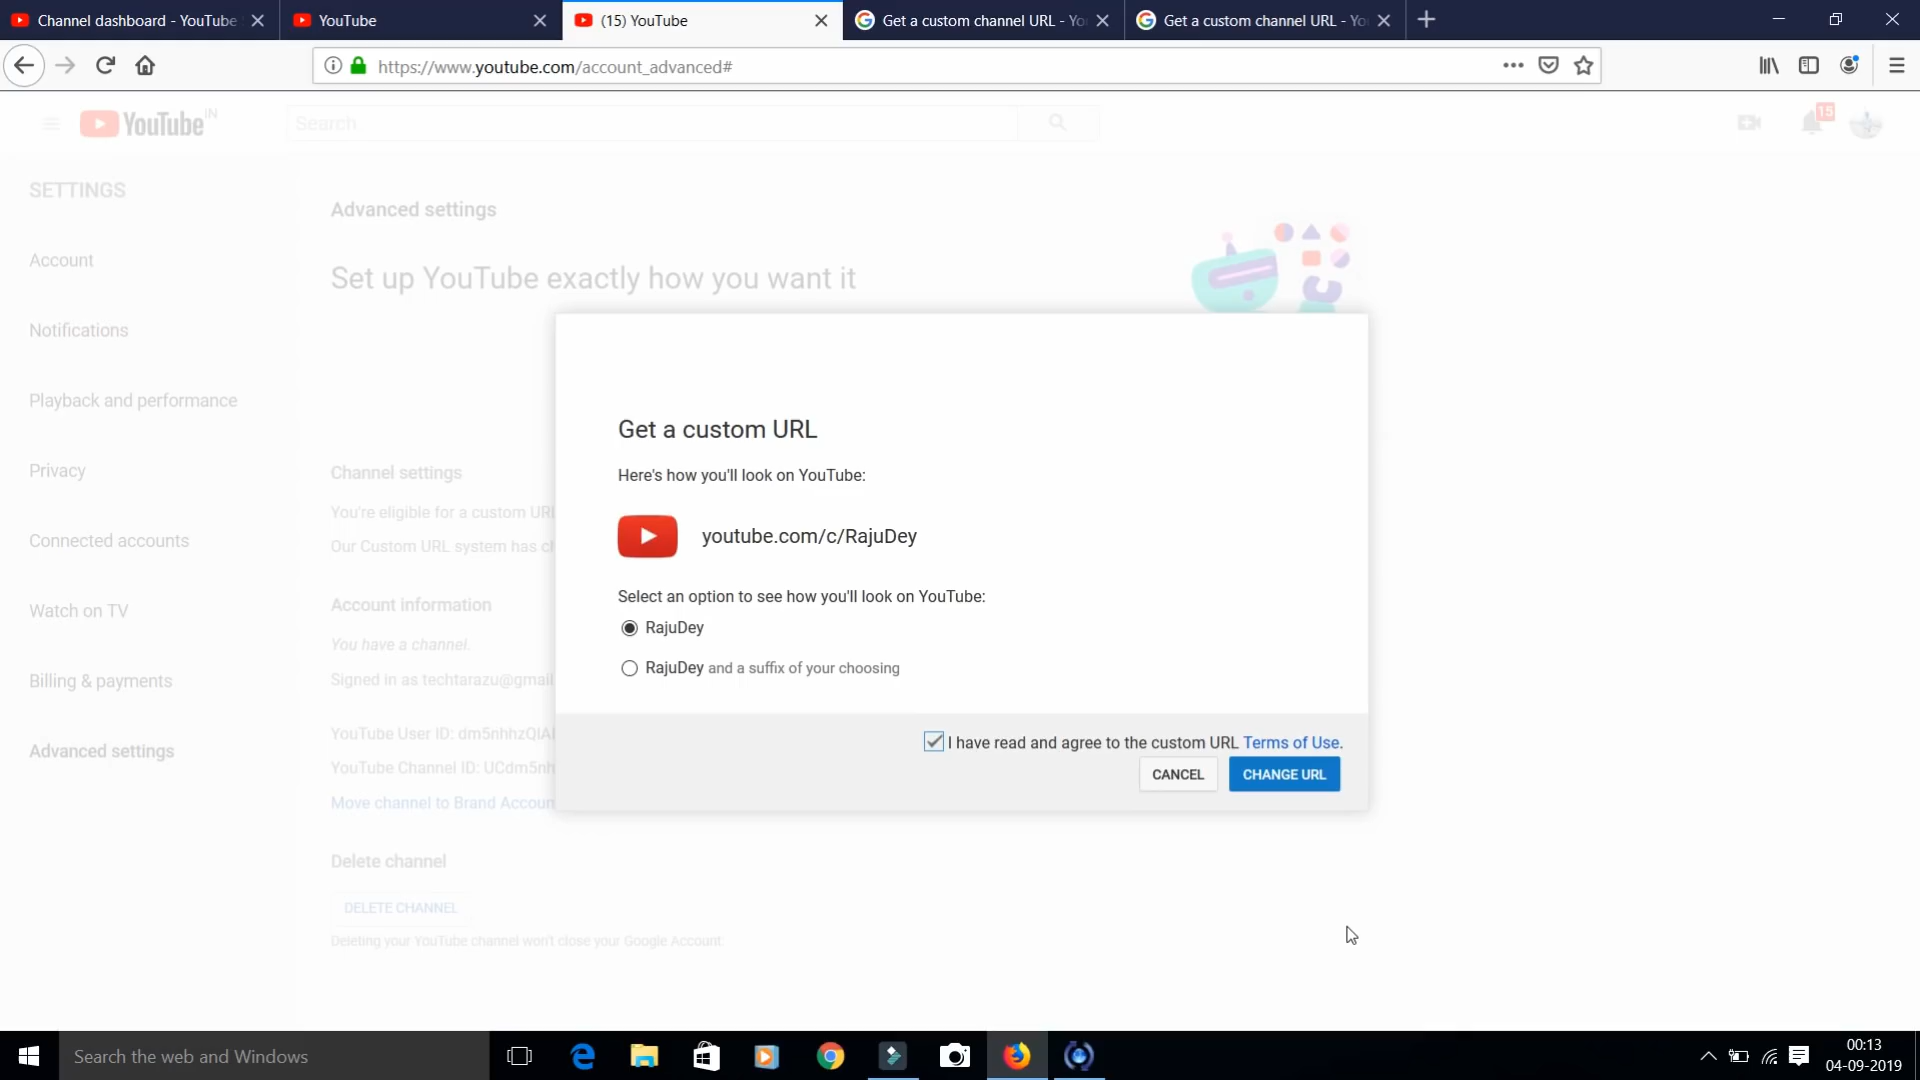 Channel dashboard - YouTube
YouTube
(15) YouTube
Get a custom channel URL - Yo
Get a custom channel URL - Yo
https://www.youtube.com/account_advanced#
YouTube IN
Search
15
SETTINGS
Account
Notifications
Playback and performance
Privacy
Connected accounts
Watch on TV
Billing & payments
Advanced settings
Advanced settings
Set up YouTube exactly how you want it
Channel settings
You're eligible for a custom URL
Our Custom URL system has ch
Account information
You have a channel.
Signed in as techtarazu@gmail
YouTube User ID: dm5nhhzQIA
YouTube Channel ID: UCdm5nh
Move channel to Brand Accoun
Delete channel
DELETE CHANNEL
Deleting your YouTube channel won't close your Google Account.
Get a custom URL
Here's how you'll look on YouTube:
youtube.com/c/RajuDey
Select an option to see how you'll look on YouTube:
RajuDey
RajuDey and a suffix of your choosing
I have read and agree to the custom URL Terms of Use.
CANCEL
CHANGE URL
Search the web and Windows
00:13
04-09-2019